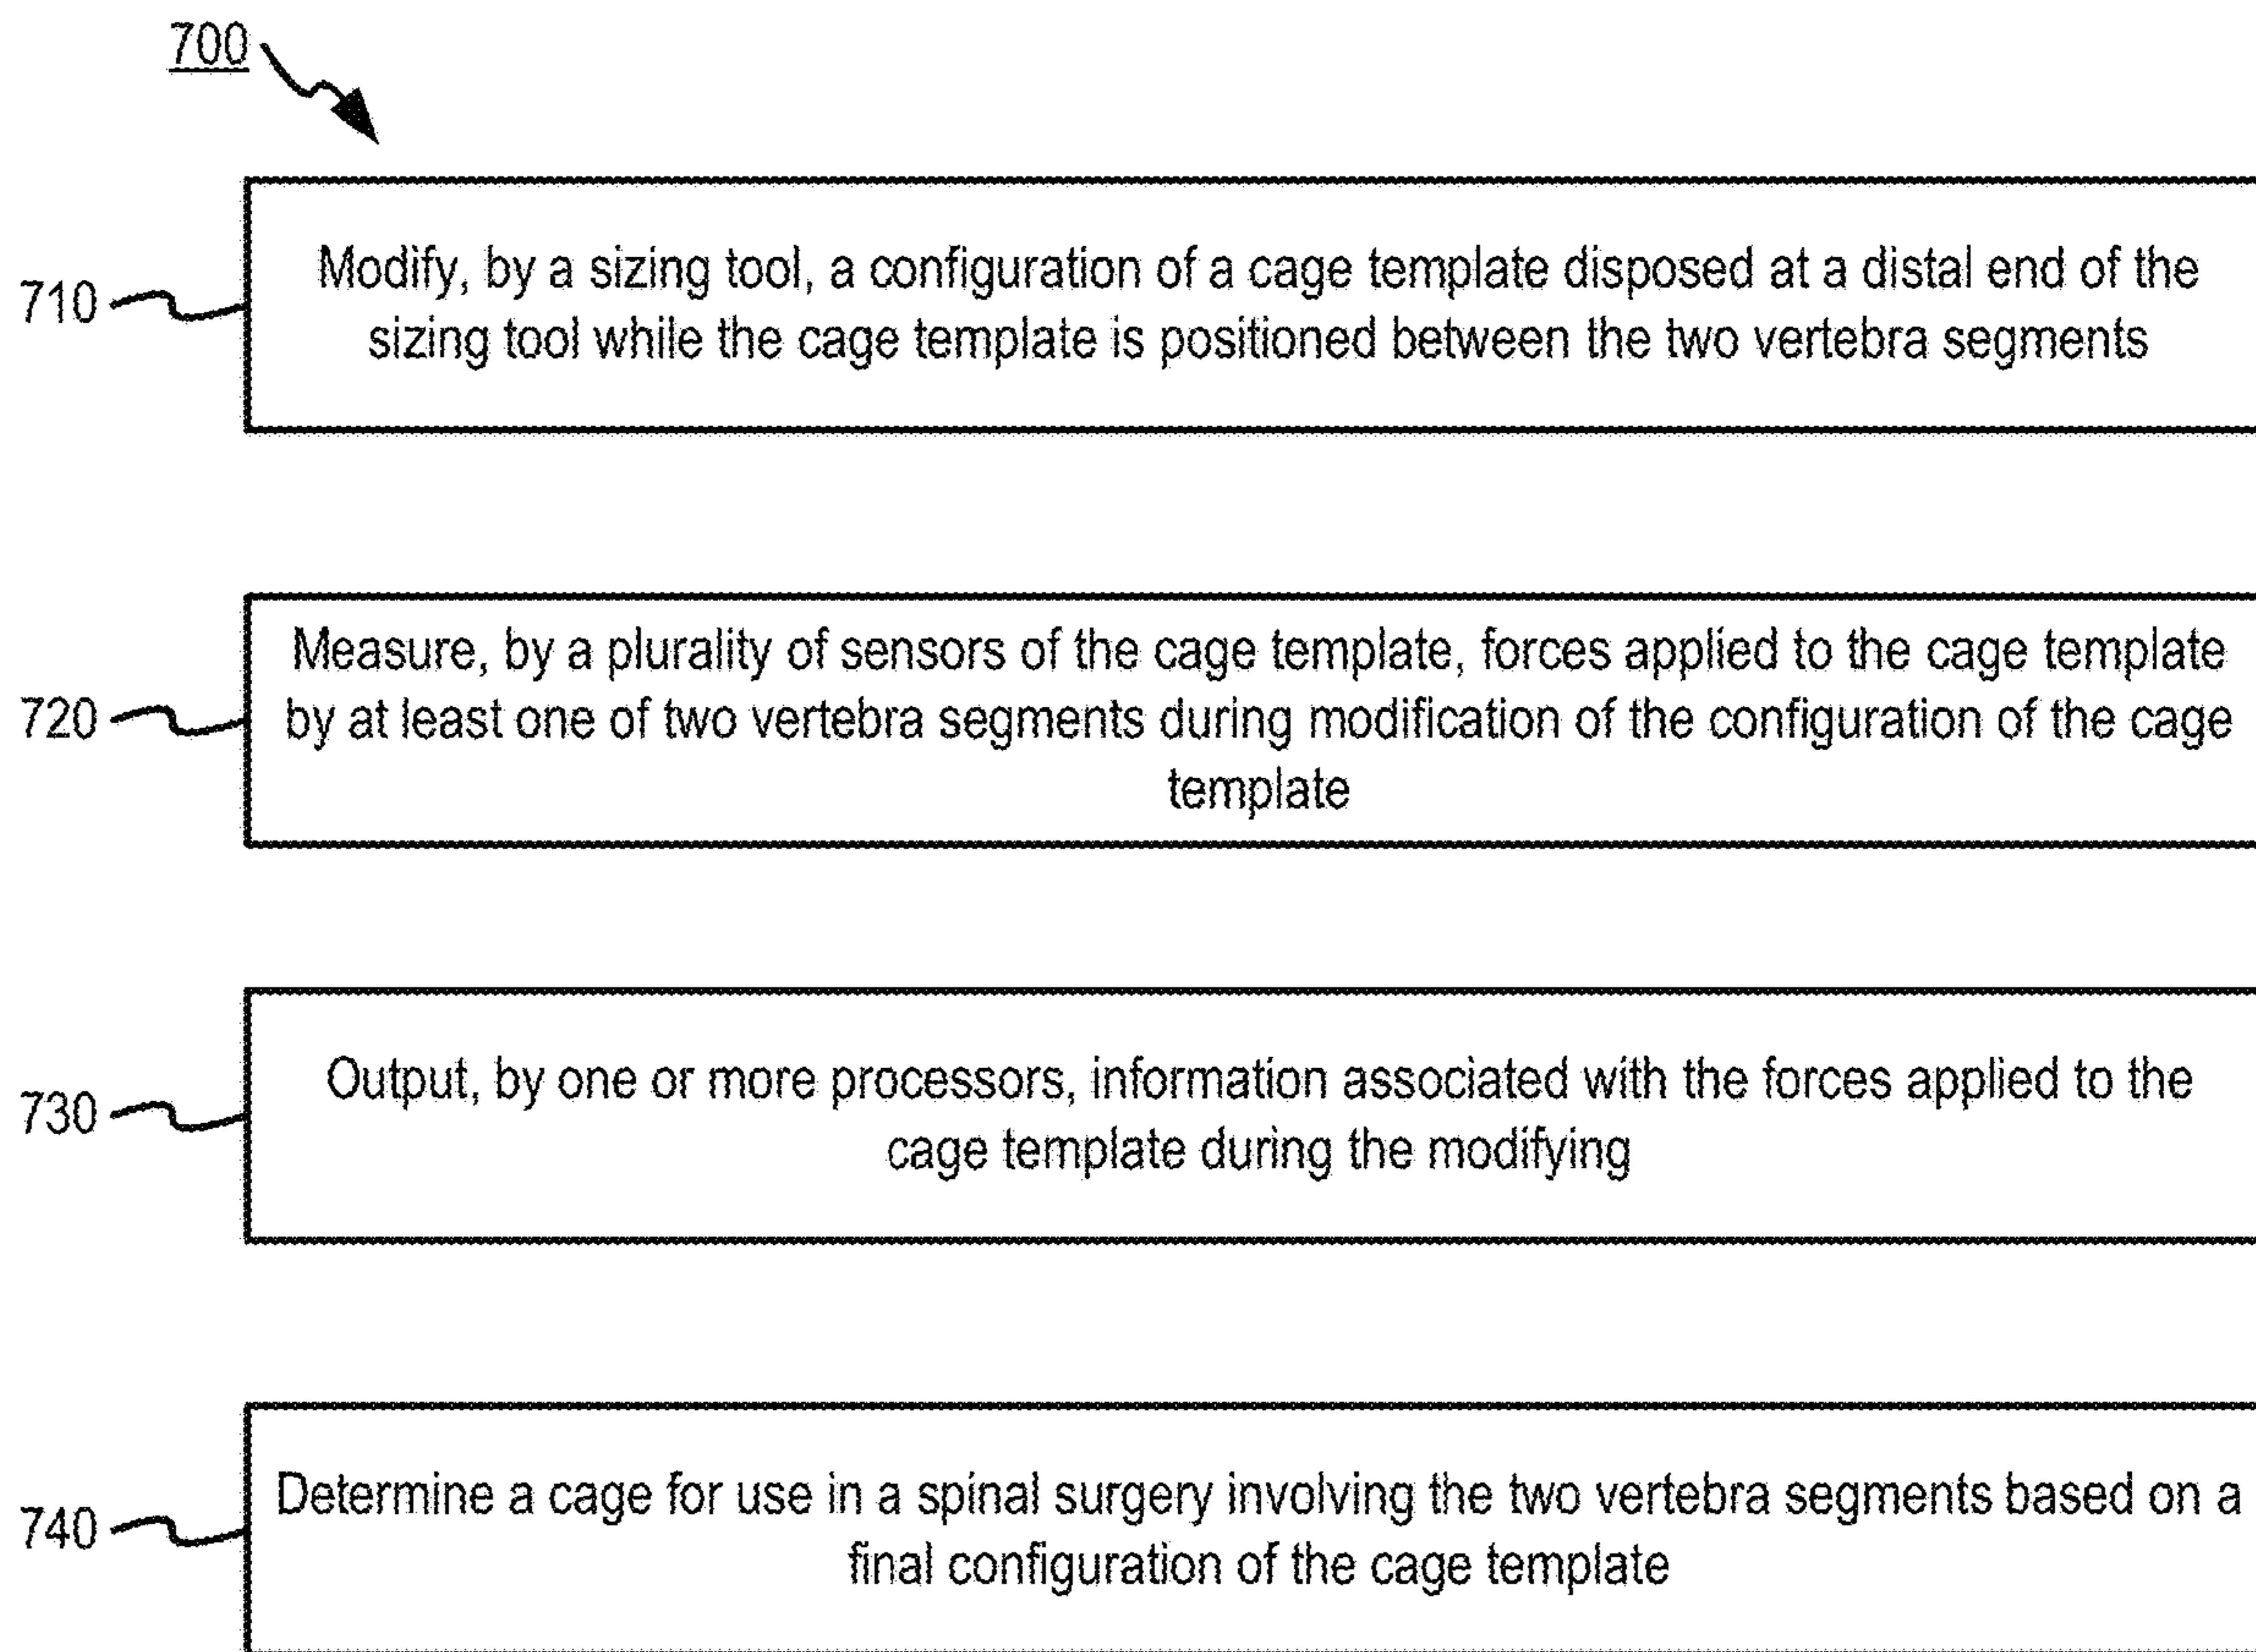 700
710
Modify, by a sizing tool, a configuration of a cage template disposed at a distal end of the
sizing tool while the cage template is positioned between the two vertebra segments
720
Measure, by a plurality of sensors of the cage template, forces applied to the cage template
by at least one of two vertebra segments during modification of the configuration of the cage
template
730
Output, by one or more processors, information associated with the forces applied to the
cage template during the modifying
740
Determine a cage for use in a spinal surgery involving the two vertebra segments based on a
final configuration of the cage template